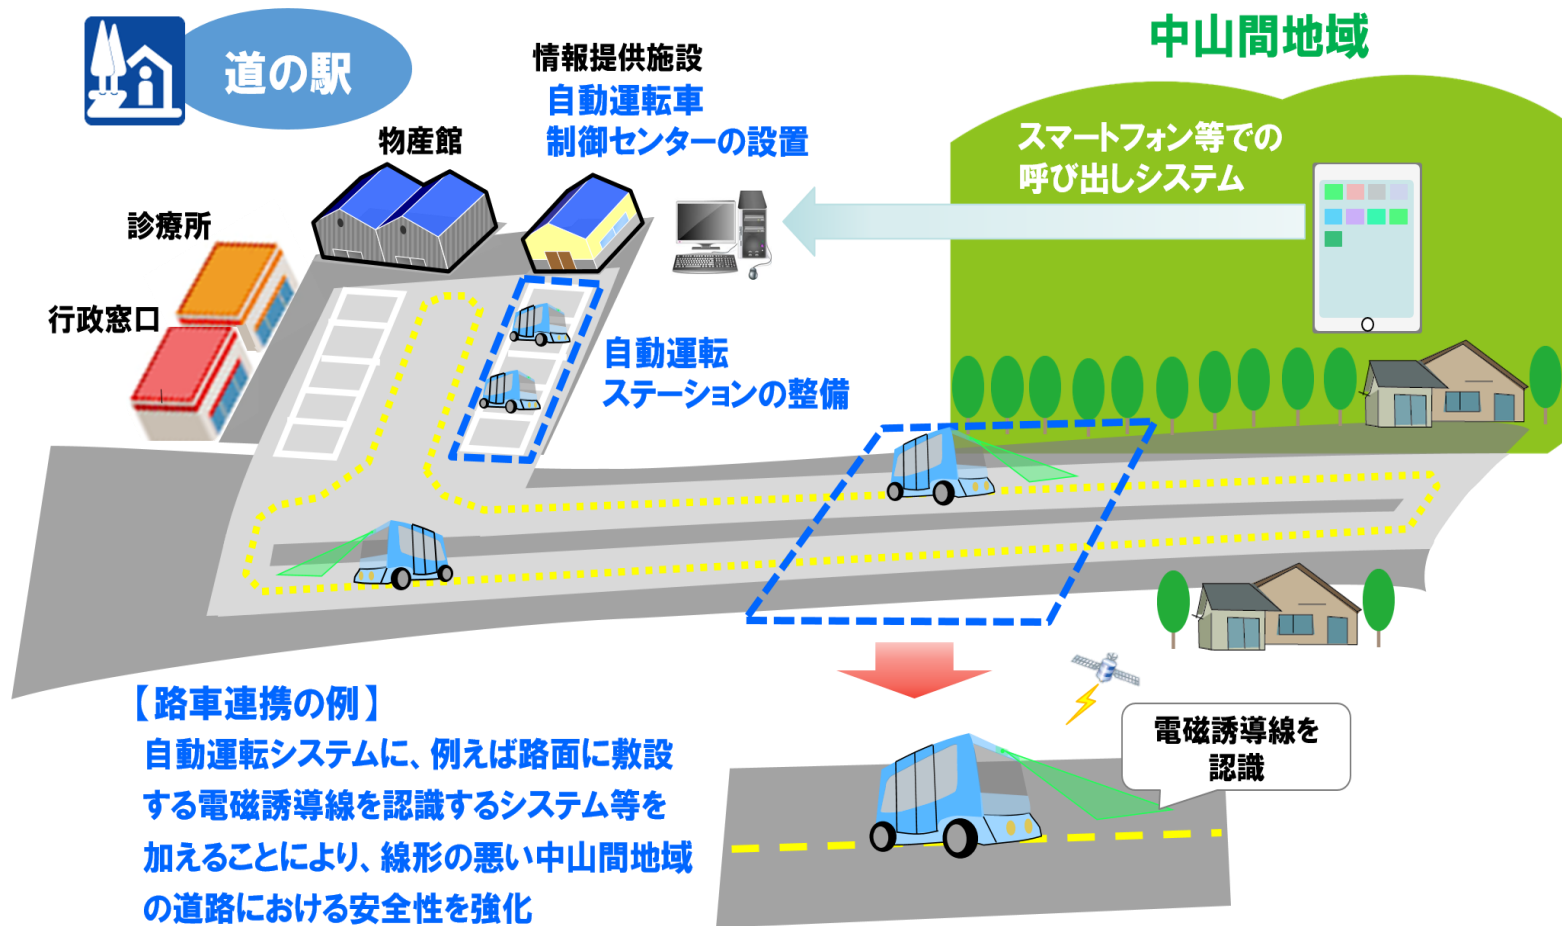 道の駅
情報提供施設
自動運転車
制御センターの設置
中山間地域
スマートフォン等での
呼び出しシステム
物産館
診療所
行政窓口
自動運転
ステーションの整備
【路車連携の例】
自動運転システムに、例えば路面に敷設
する電磁誘導線を認識するシステム等を
加えることにより、線形の悪い中山間地域
の道路における安全性を強化
電磁誘導線を
認識